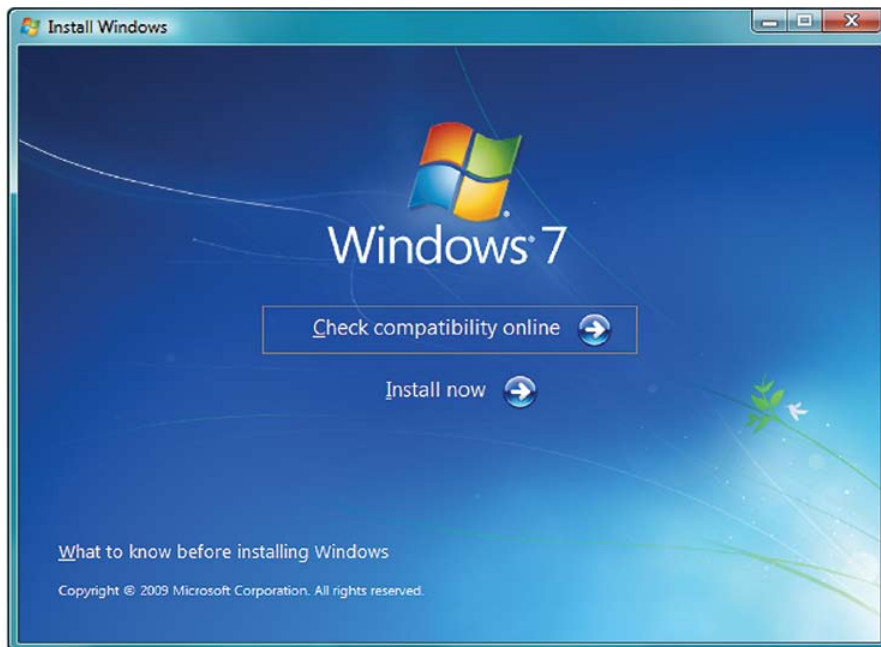 Install Windows
Windows® 7
Check compatibility online
Install now
What to know before installing Windows
Copyright © 2009 Microsoft Corporation. All rights reserved.